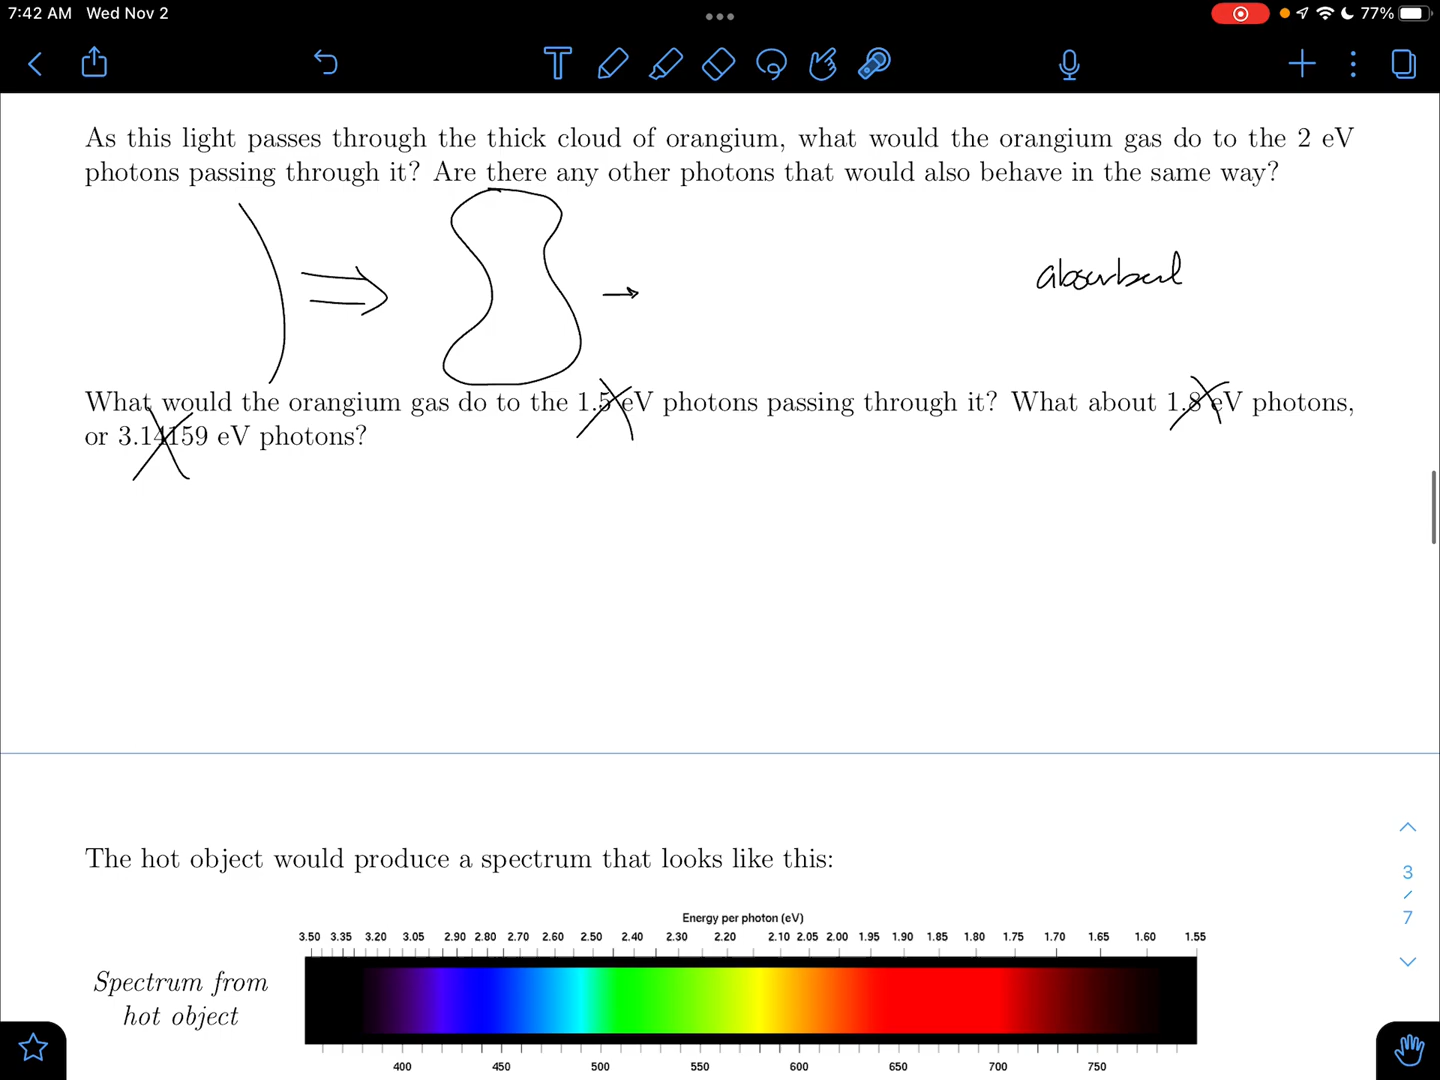 7:42 AM Wed Nov 2
77%
As this light passes through the thick cloud of orangium, what would the orangium gas do to the 2 eV
photons passing through it? Are there any other photons that would also behave in the same way?
absorbed
What would the orangium gas do to the 1.5 eV photons passing through it? What about 1.8 eV photons,
or 3.14159 eV photons?
The hot object would produce a spectrum that looks like this:
3
/
7
Energy per photon (eV)
3.50 3.35 3.20 3.05 2.90 2.80 2.70 2.60 2.50 2.40 2.30 2.20 2.10 2.05 2.00 1.95 1.90 1.85 1.80 1.75 1.70 1.65 1.60 1.55
Spectrum from
hot object
400 450 500 550 600 650 700 750